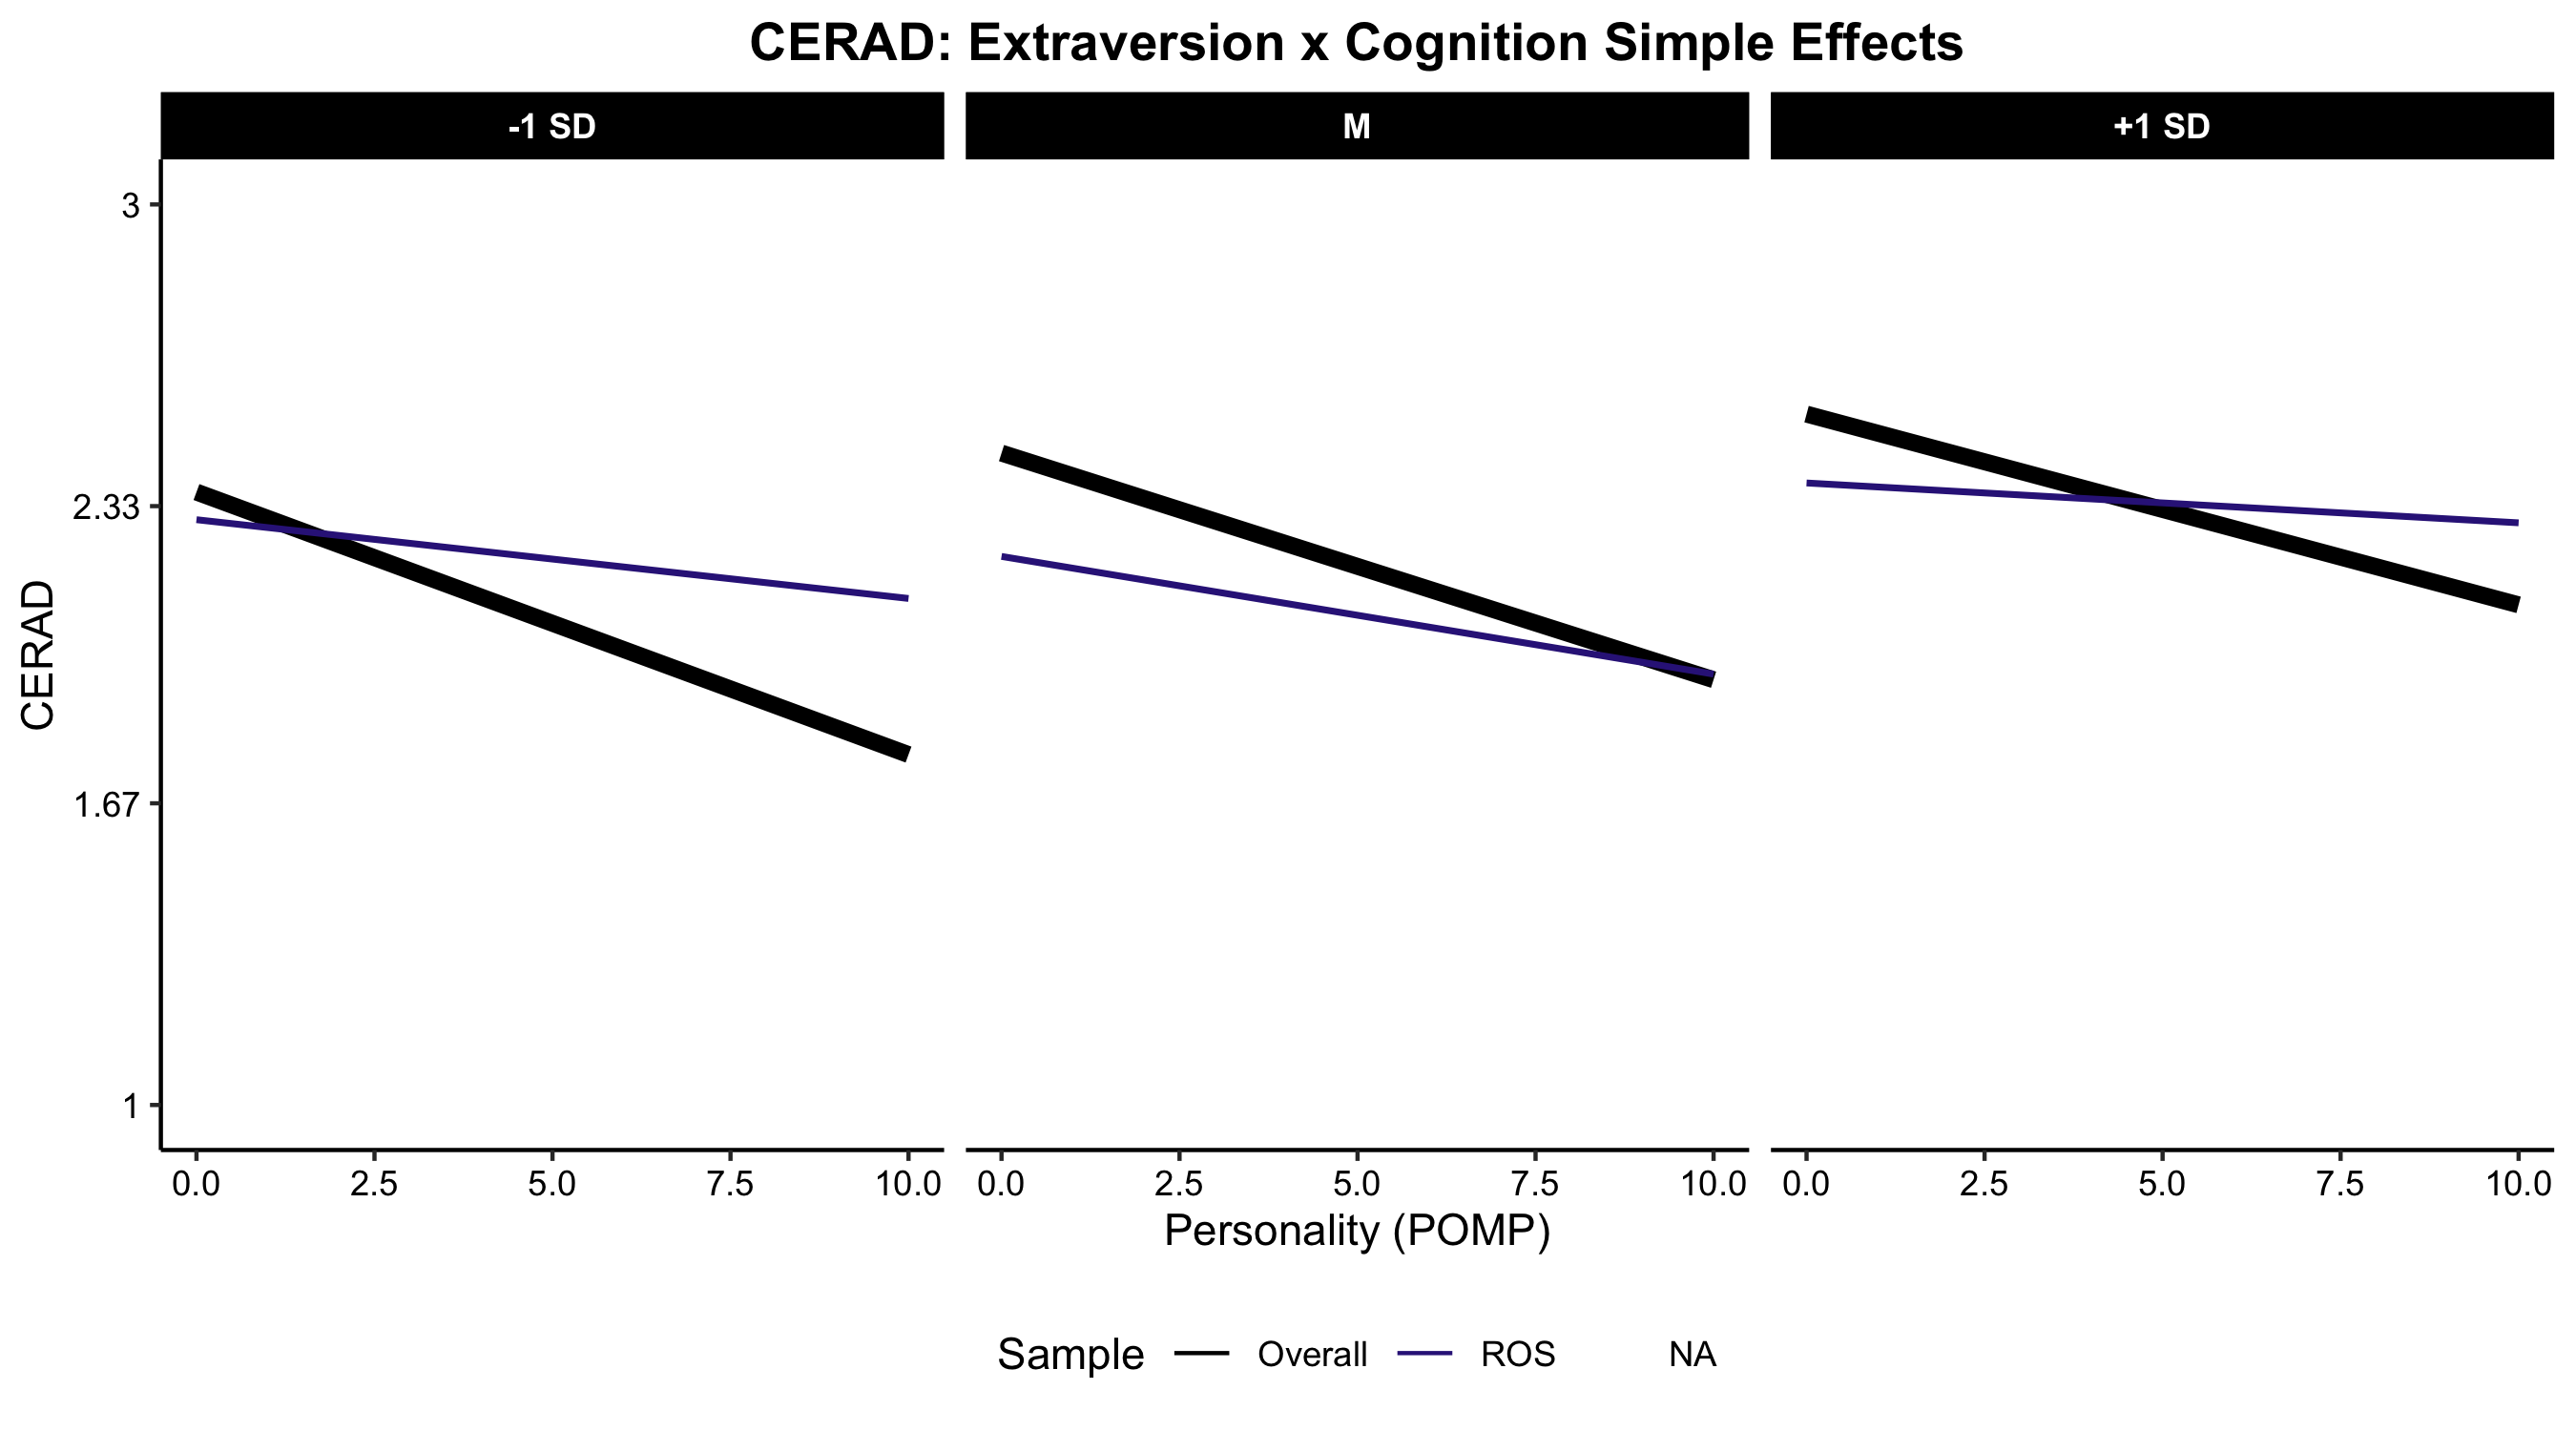 CERAD: Extraversion x Cognition Simple Effects
-1 SD M +1 SD
3
2.33
1.67
1
CERAD
0.0 2.5 5.0 7.5 10.0 0.0 2.5 5.0 7.5 10.0 0.0 2.5 5.0 7.5 10.0
Personality (POMP)
Sample Overall ROS NA